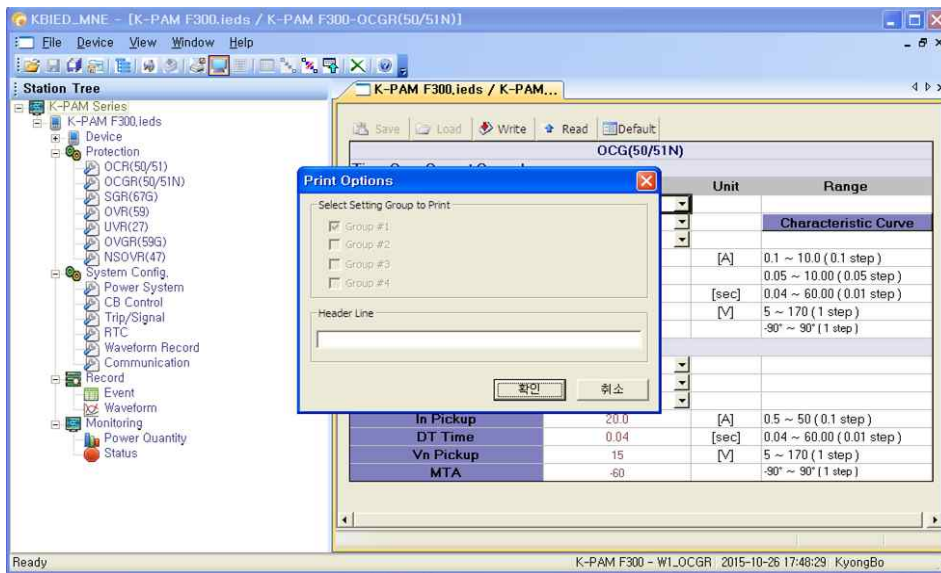 KBIED_MNE - [K-PAM F300.ieds / K-PAM F300-OCGR(50/51N)]
File Device View Window Help
Station Tree
K-PAM Series
K-PAM F300.ieds
Device
Protection
OCR(50/51)
OCGR(50/51N)
SGR(67G)
OVR(59)
UVR(27)
OVGR(59G)
NSOVR(47)
System Config.
Power System
CB Control
Trip/Signal
RTC
Waveform Record
Communication
Record
Event
Waveform
Monitoring
Power Quantity
Status
K-PAM F300.ieds / K-PAM...
Save Load Write Read Default
OCG(50/51N)
Unit Range
Characteristic Curve
[A] 0.1 ~ 10.0 ( 0.1 step )
0.05 ~ 10.00 ( 0.05 step )
[sec] 0.04 ~ 60.00 ( 0.01 step )
[V] 5 ~ 170 ( 1 step )
-90° ~ 90° ( 1 step )
In Pickup 20.0 [A] 0.5 ~ 50 ( 0.1 step )
DT Time 0.04 [sec] 0.04 ~ 60.00 ( 0.01 step )
Vn Pickup 15 [V] 5 ~ 170 ( 1 step )
MTA -60 -90° ~ 90° ( 1 step )
Print Options
Select Setting Group to Print
Group #1
Group #2
Group #3
Group #4
Header Line
확인 취소
Ready K-PAM F300 - W1_OCGR 2015-10-26 17:48:29 KyongBo